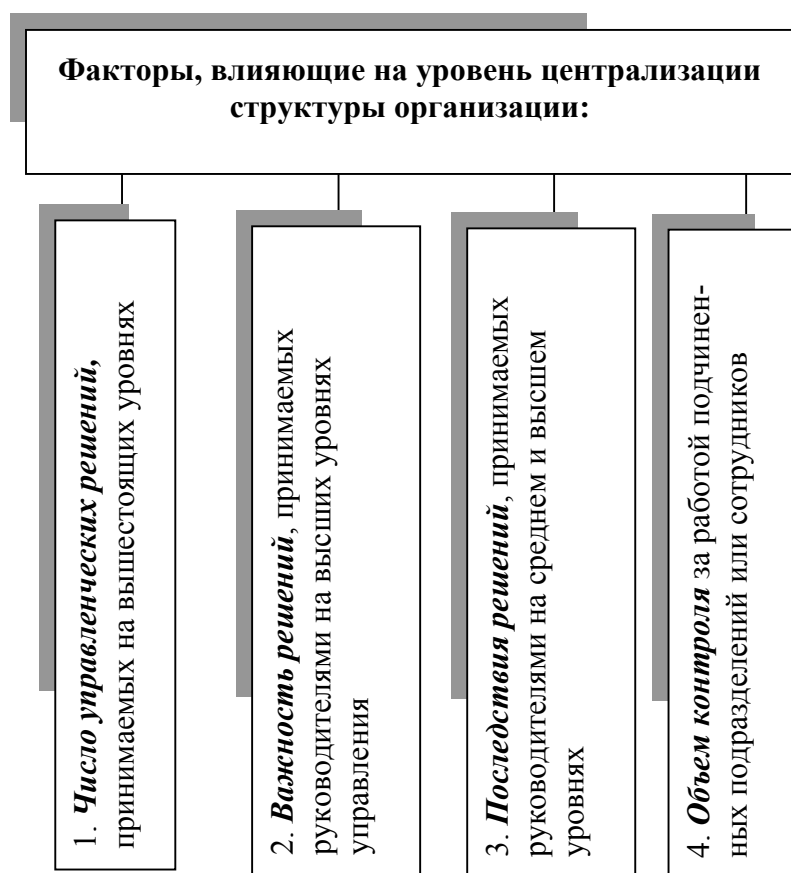 Факторы, влияющие на уровень централизации
структуры организации:
1. Число управленческих решений,
принимаемых на вышестоящих уровнях
2. Важность решений, принимаемых
руководителями на высших уровнях
управления
3. Последствия решений, принимаемых
руководителями на среднем и высшем
уровнях
4. Объем контроля за работой подчинен-
ных подразделений или сотрудников